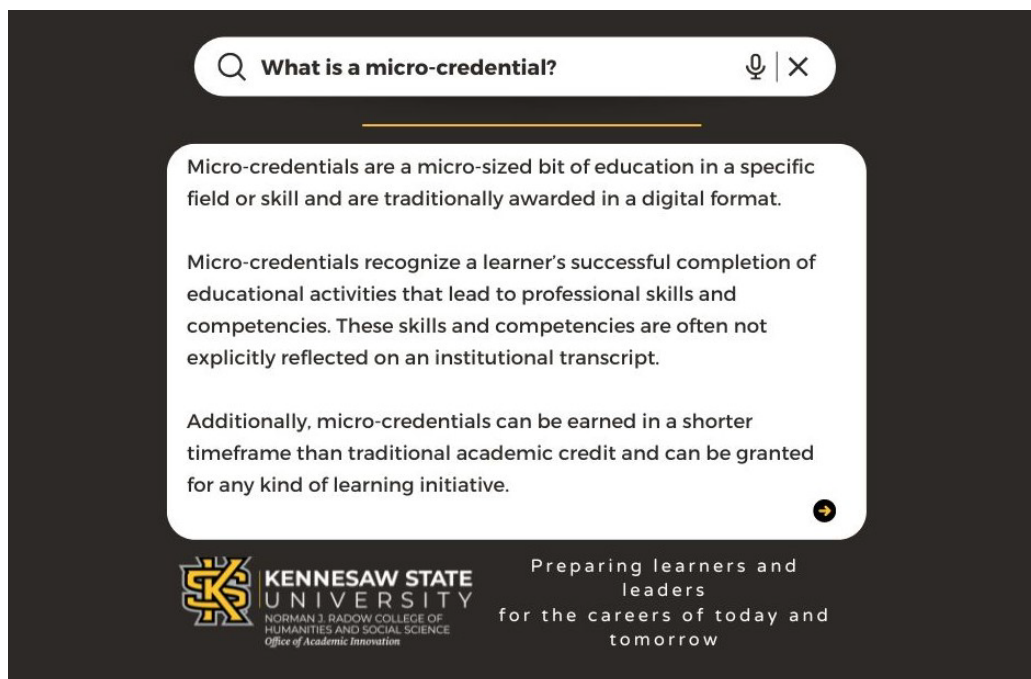 What is a micro-credential?
Micro-credentials are a micro-sized bit of education in a specific
field or skill and are traditionally awarded in a digital format.
Micro-credentials recognize a learner’s successful completion of
educational activities that lead to professional skills and
competencies. These skills and competencies are often not
explicitly reflected on an institutional transcript.
Additionally, micro-credentials can be earned in a shorter
timeframe than traditional academic credit and can be granted
for any kind of learning initiative.
KS
KENNESAW STATE
UNIVERSITY
NORMAN J. RADOW COLLEGE OF
HUMANITIES AND SOCIAL SCIENCE
Office of Academic Innovation
Preparing learners and
leaders
for the careers of today and
tomorrow